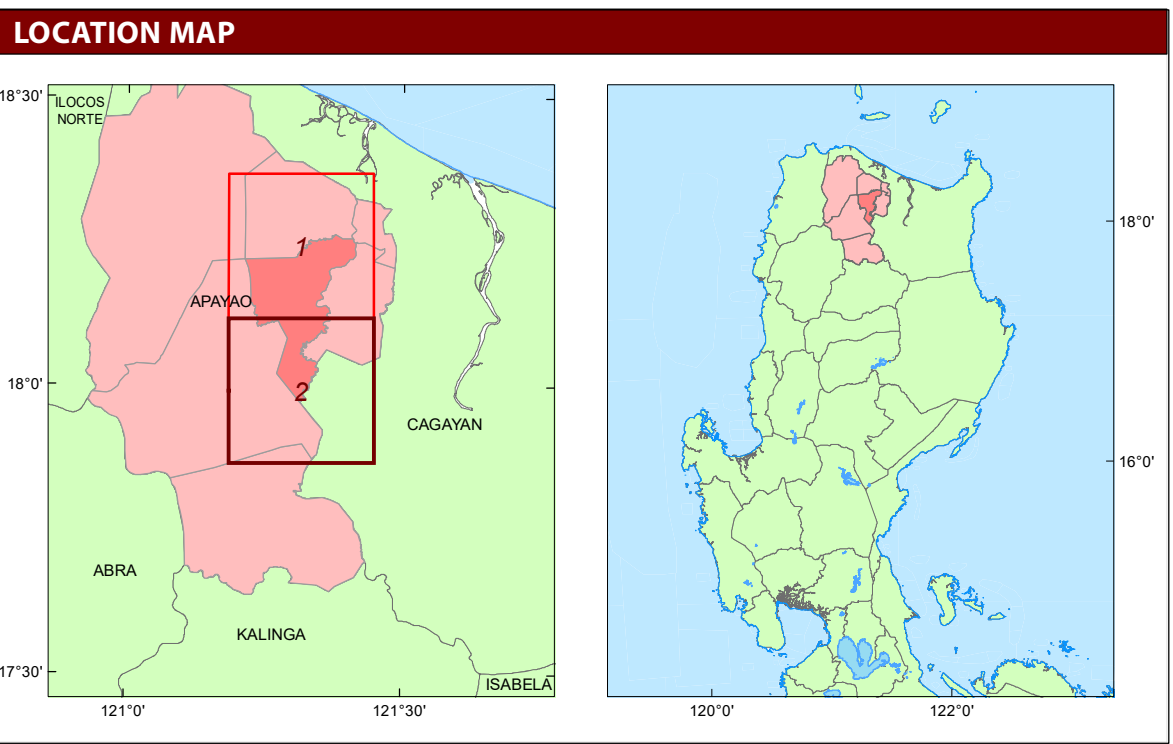 LOCATION MAP
18°30'
ILOCOS
NORTE
1
APAYAO
18°0'
2
CAGAYAN
ABRA
KALINGA
17°30'
ISABELA
121°0'
121°30'
18°0'
16°0'
120°0'
122°0'